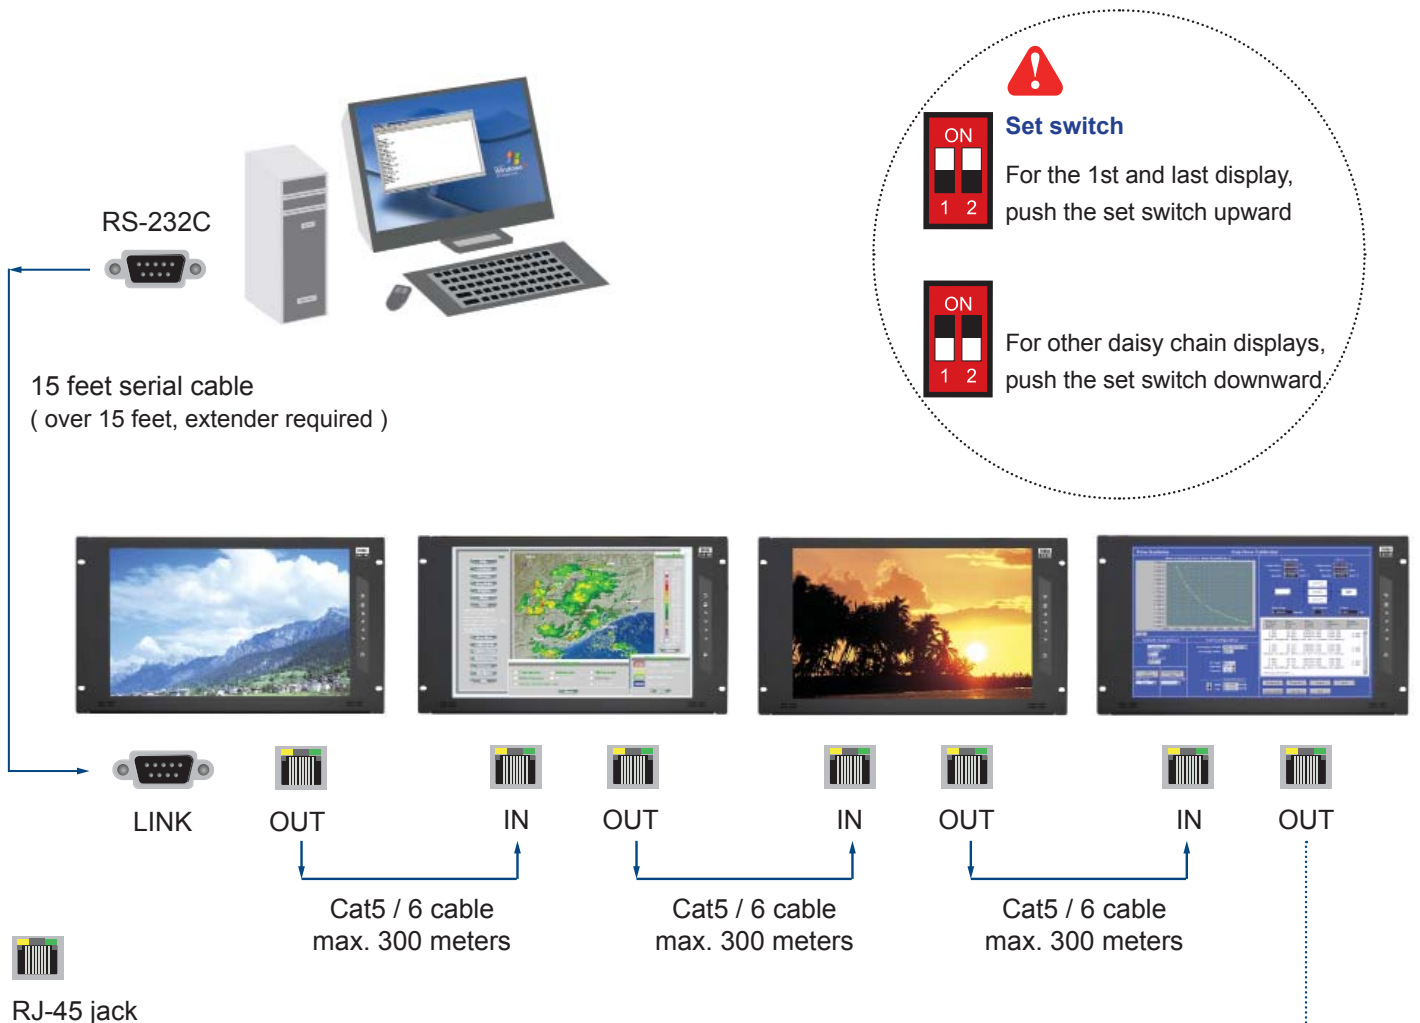 Set switch
ON
1 2
For the 1st and last display,
push the set switch upward
ON
1 2
For other daisy chain displays,
push the set switch downward.
RS-232C
Windows
15 feet serial cable
( over 15 feet, extender required )
LINK
OUT
IN
OUT
IN
OUT
IN
OUT
Cat5 / 6 cable
max. 300 meters
Cat5 / 6 cable
max. 300 meters
Cat5 / 6 cable
max. 300 meters
RJ-45 jack